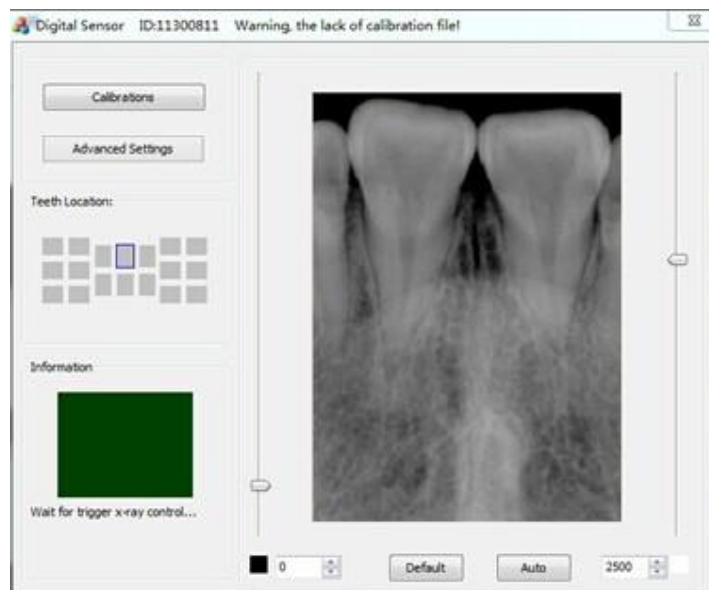 Digital Sensor ID:11300811 Warning, the lack of calibration file!
Calibrations
Advanced Settings
Teeth Location:
Information
Wait for trigger x-ray control...
0
Default
Auto
2500